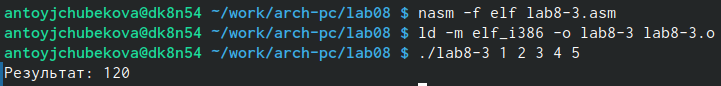 antoyjchubekova@dk8n54 ~/work/arch-pc/lab08 $ nasm -f elf lab8-3.asm
antoyjchubekova@dk8n54 ~/work/arch-pc/lab08 $ ld -m elf_i386 -o lab8-3 lab8-3.o
antoyjchubekova@dk8n54 ~/work/arch-pc/lab08 $ ./lab8-3 1 2 3 4 5
Результат: 120